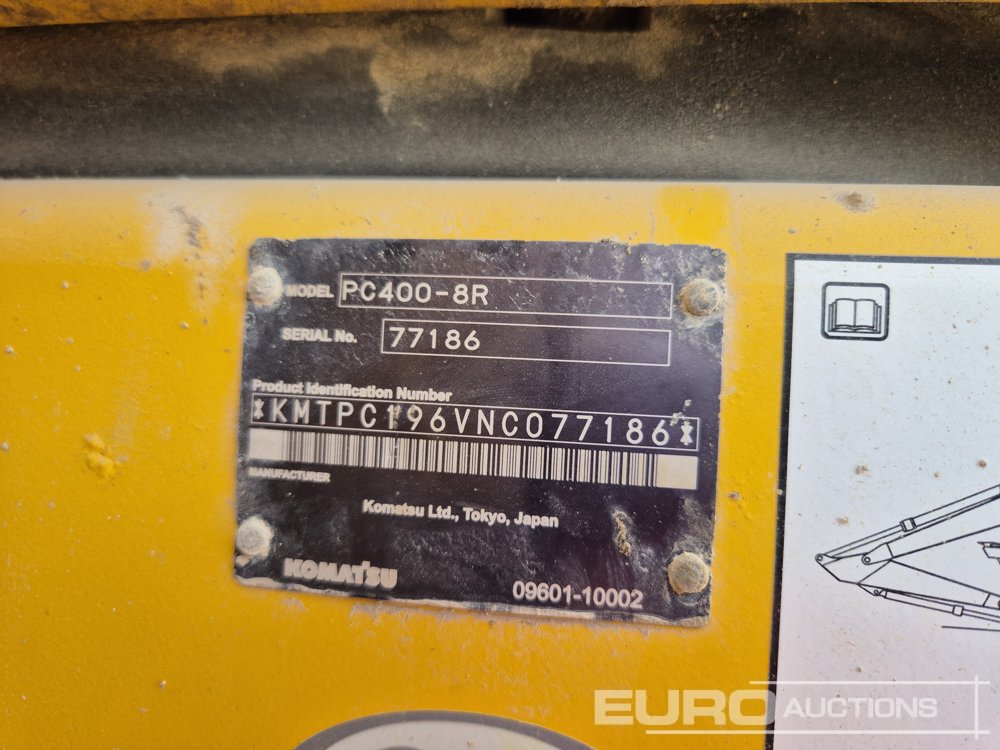 MODEL PC400-8R
SERIAL No. 77186
Product Identification Number
*KMTPC196VNC077186*
MANUFACTURER
Komatsu Ltd., Tokyo, Japan
KOMATSU
09601-10002
EURO AUCTIONS